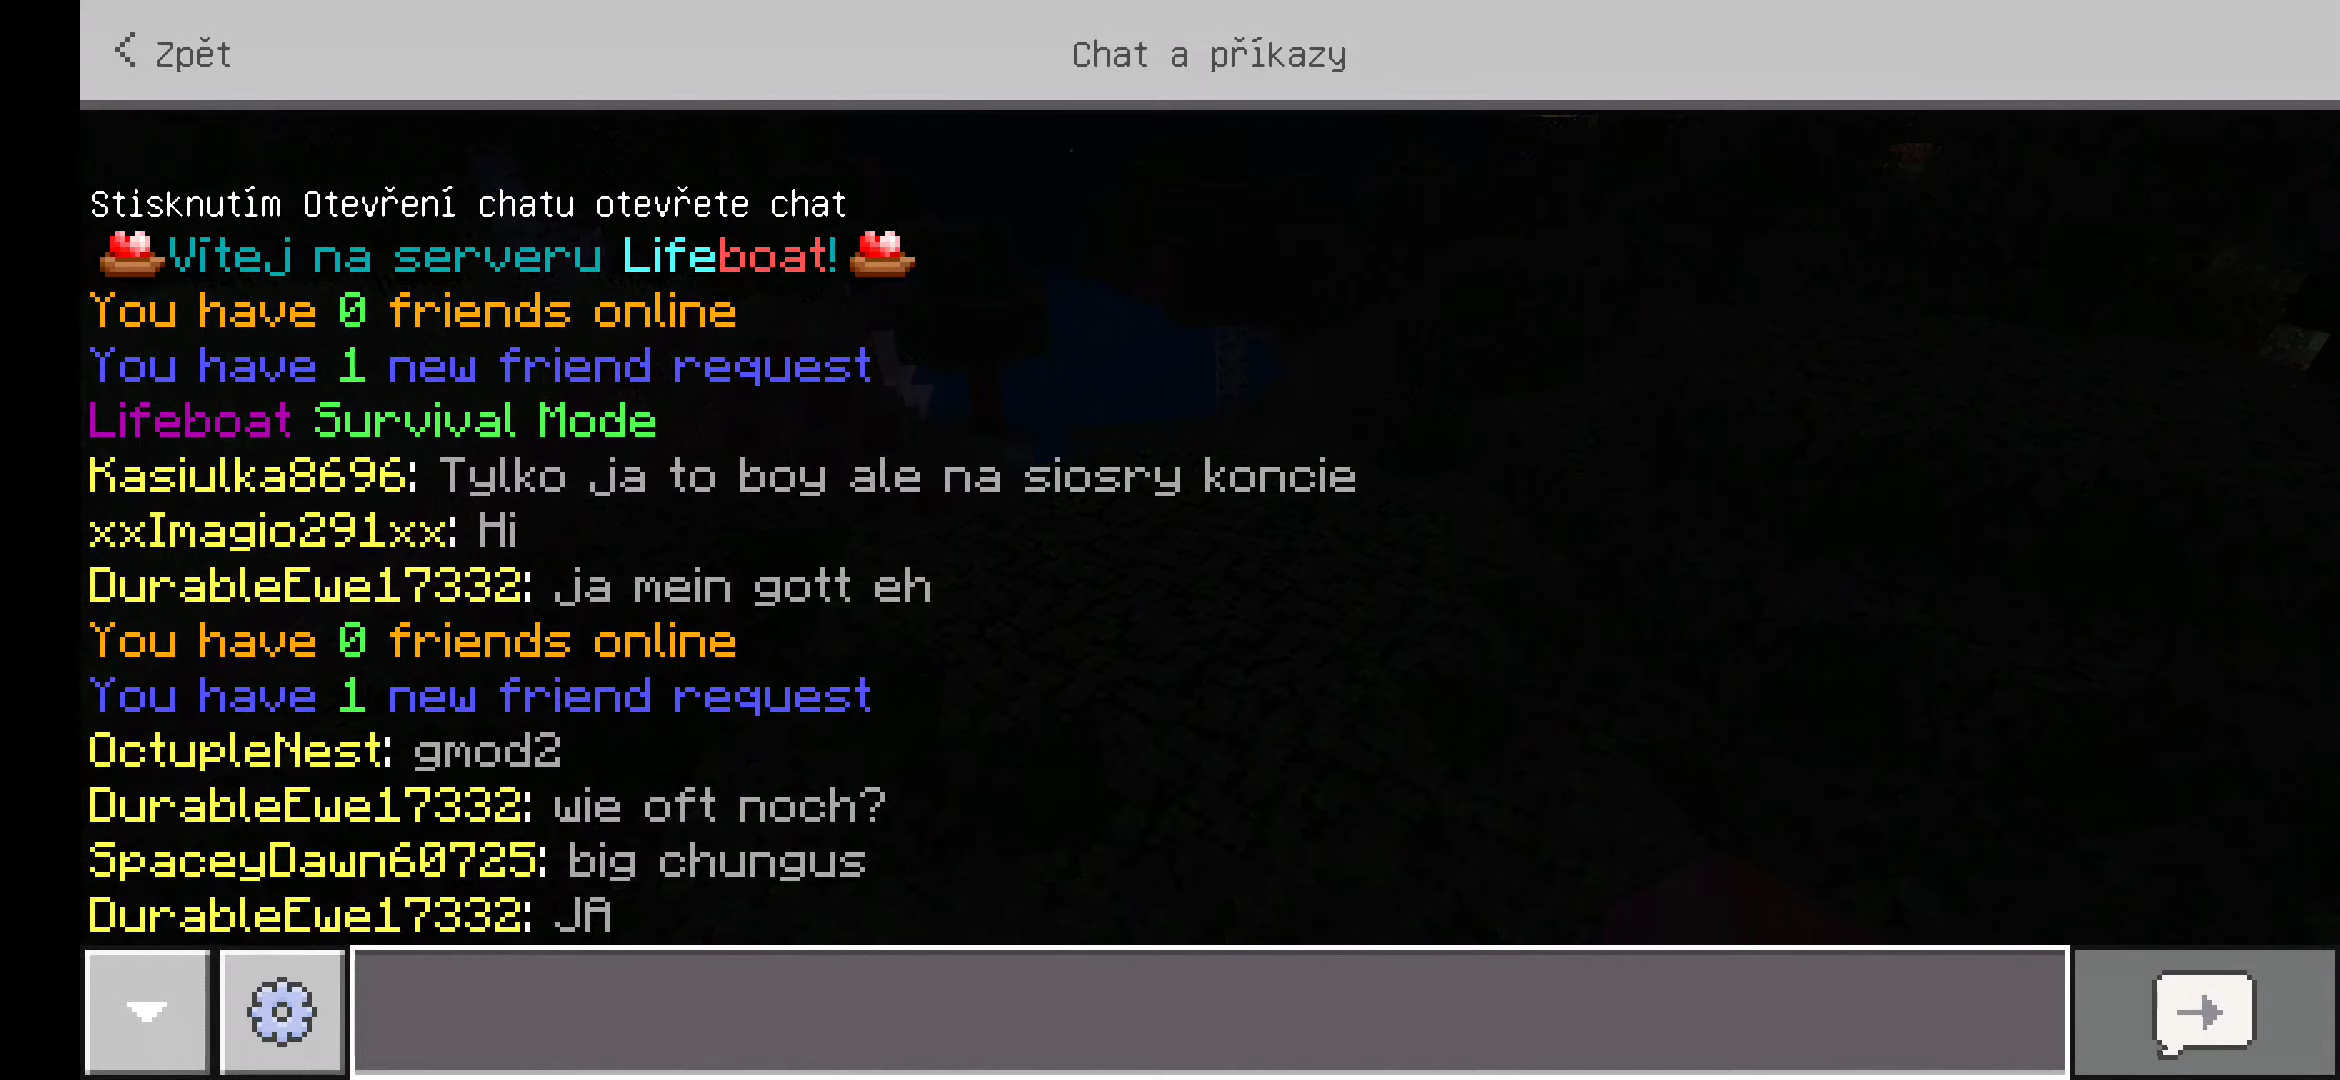 Zpět
Chat a příkazy
Stisknutím Otevření chatu otevřete chat
Vítej na serveru Lifeboat!
You have 0 friends online
You have 1 new friend request
Lifeboat Survival Mode
Kasiulka8696: Tylko ja to boy ale na siosry koncie
xxImagio291xx: Hi
DurableEwe17332: ja mein gott eh
You have 0 friends online
You have 1 new friend request
OctupleNest: gmod2
DurableEwe17332: wie oft noch?
SpaceyDawn60725: big chungus
DurableEwe17332: JA